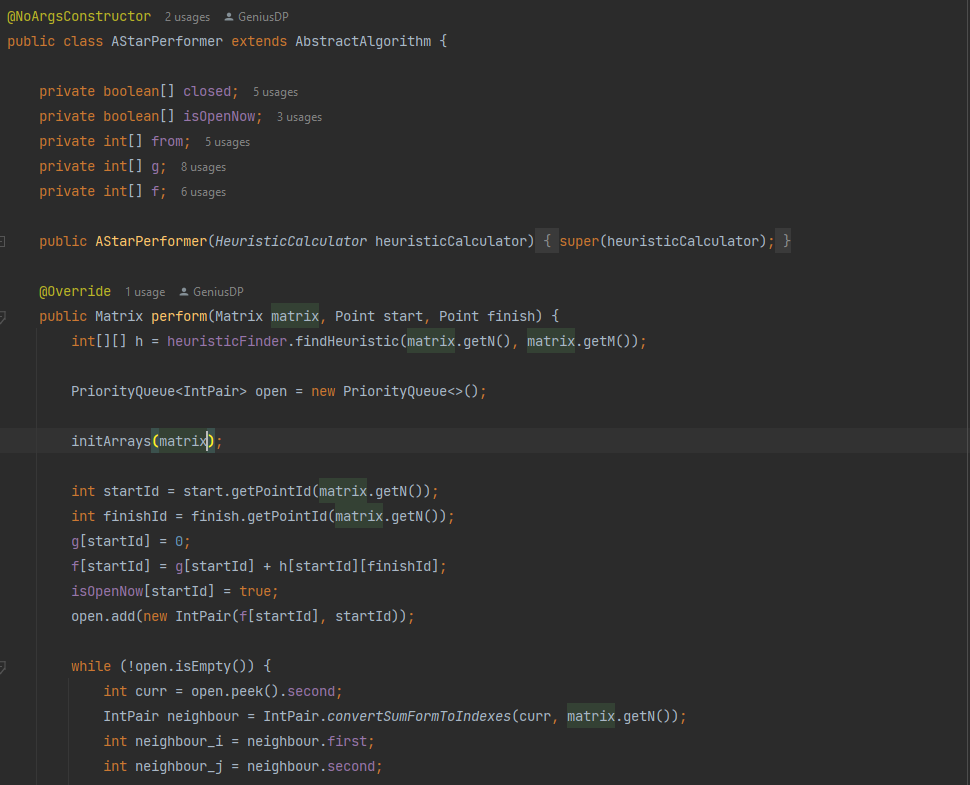 @NoArgsConstructor 2 usages GeniusDP
public class AStarPerformer extends AbstractAlgorithm {
private boolean[] closed; 5 usages
private boolean[] isOpenNow; 3 usages
private int[] from; 5 usages
private int[] g; 8 usages
private int[] f; 6 usages
public AStarPerformer(HeuristicCalculator heuristicCalculator) { super(heuristicCalculator); }
@Override 1 usage GeniusDP
public Matrix perform(Matrix matrix, Point start, Point finish) {
int[][] h = heuristicFinder.findHeuristic(matrix.getN(), matrix.getM());
PriorityQueue<IntPair> open = new PriorityQueue<>();
initArrays(matrix);
int startId = start.getPointId(matrix.getN());
int finishId = finish.getPointId(matrix.getN());
g[startId] = 0;
f[startId] = g[startId] + h[startId][finishId];
isOpenNow[startId] = true;
open.add(new IntPair(f[startId], startId));
while (!open.isEmpty()) {
int curr = open.peek().second;
IntPair neighbour = IntPair.convertSumFormToIndexes(curr, matrix.getN());
int neighbour_i = neighbour.first;
int neighbour_j = neighbour.second;